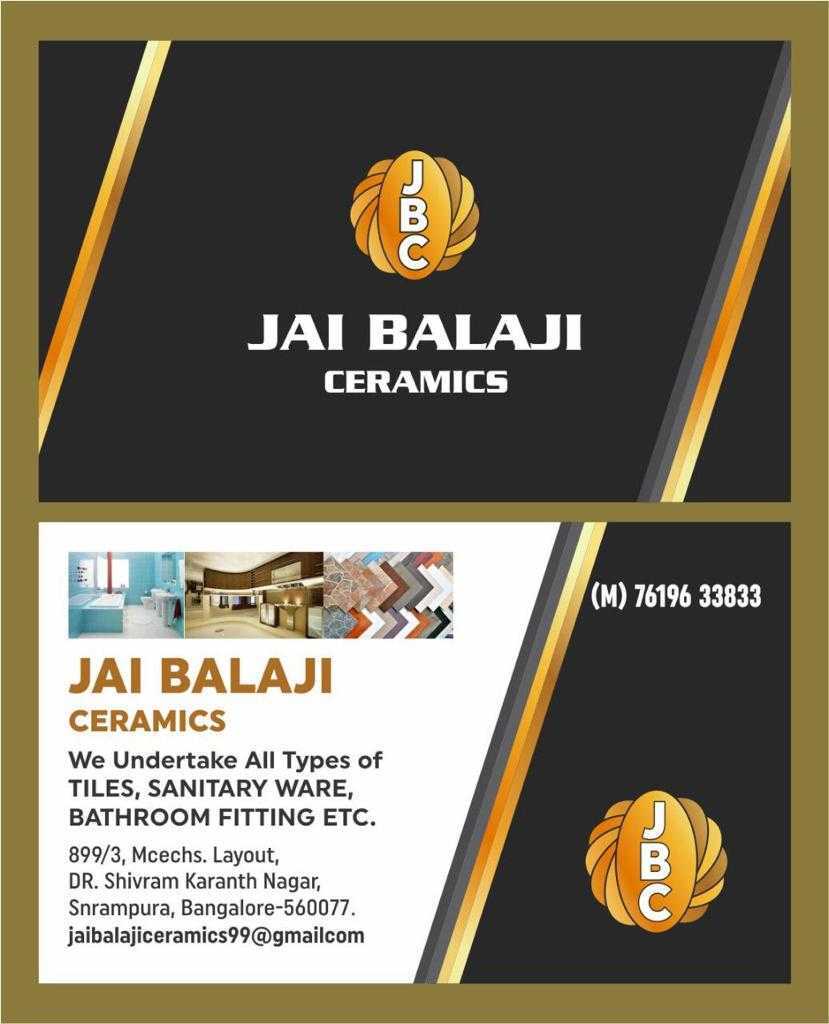 J
B
C
JAI BALAJI
CERAMICS
(M) 76196 33833
JAI BALAJI
CERAMICS
We Undertake All Types of
TILES, SANITARY WARE,
BATHROOM FITTING ETC.
899/3, Mcechs. Layout,
DR. Shivram Karanth Nagar,
Snrampura, Bangalore-560077.
jaibalajiceramics99@gmailcom
J
B
C